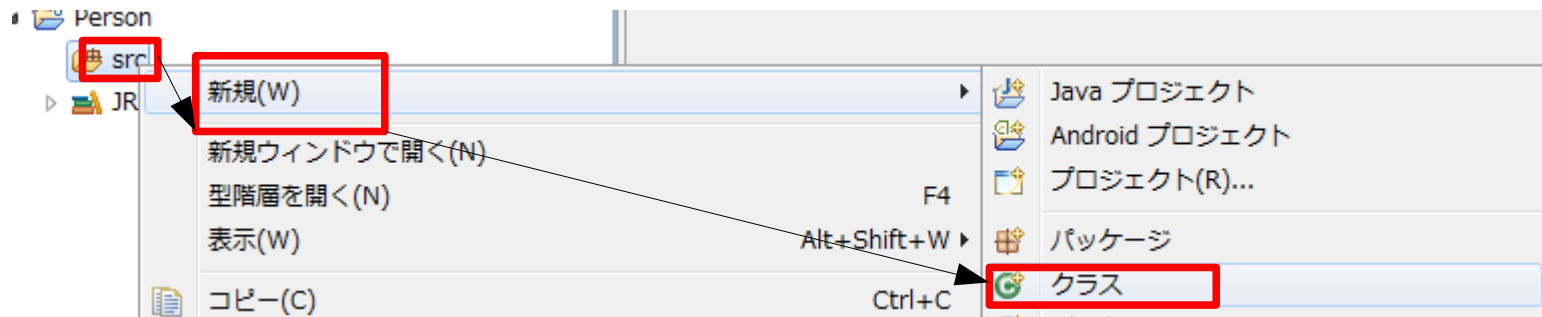 Person
src
JR
新規(W)
新規ウィンドウで開く(N)
型階層を開く(N) F4
表示(W) Alt+Shift+W
コピー(C) Ctrl+C
Java プロジェクト
Android プロジェクト
プロジェクト(R)...
パッケージ
クラス